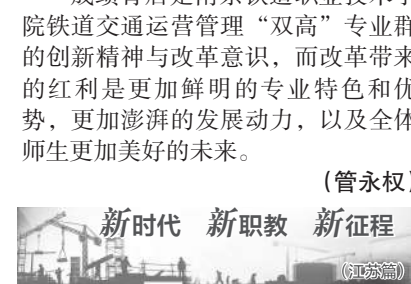 院铁道交通运营管理“双高”专业群
的创新精神与改革意识，而改革带来
的红利是更加鲜明的专业特色和优
势，更加澎湃的发展动力，以及全体
师生更加美好的未来。
（管永权）
新时代 新职教 新征程
（江苏篇）